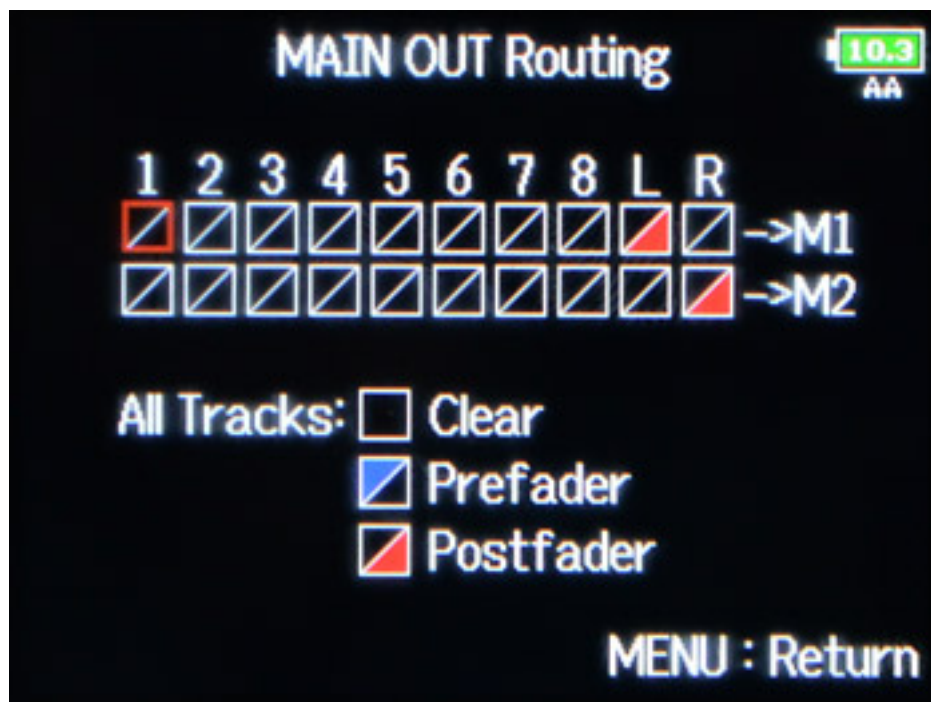 MAIN OUT Routing
10.3
AA
1 2 3 4 5 6 7 8 L R
->M1
->M2
All Tracks: Clear
Prefader
Postfader
MENU : Return